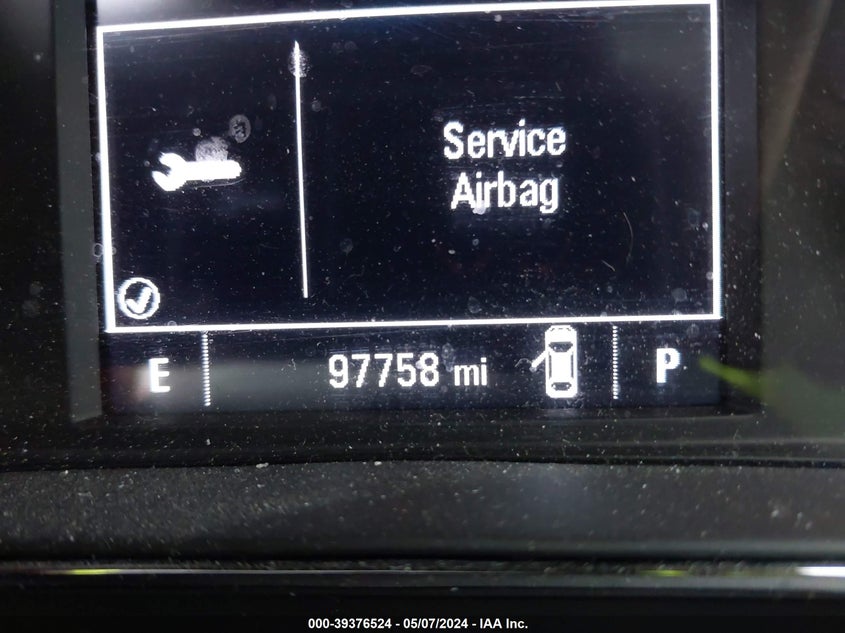 Service
Airbag
E 97758 mi P
000-39376524 - 05/07/2024 - IAA Inc.